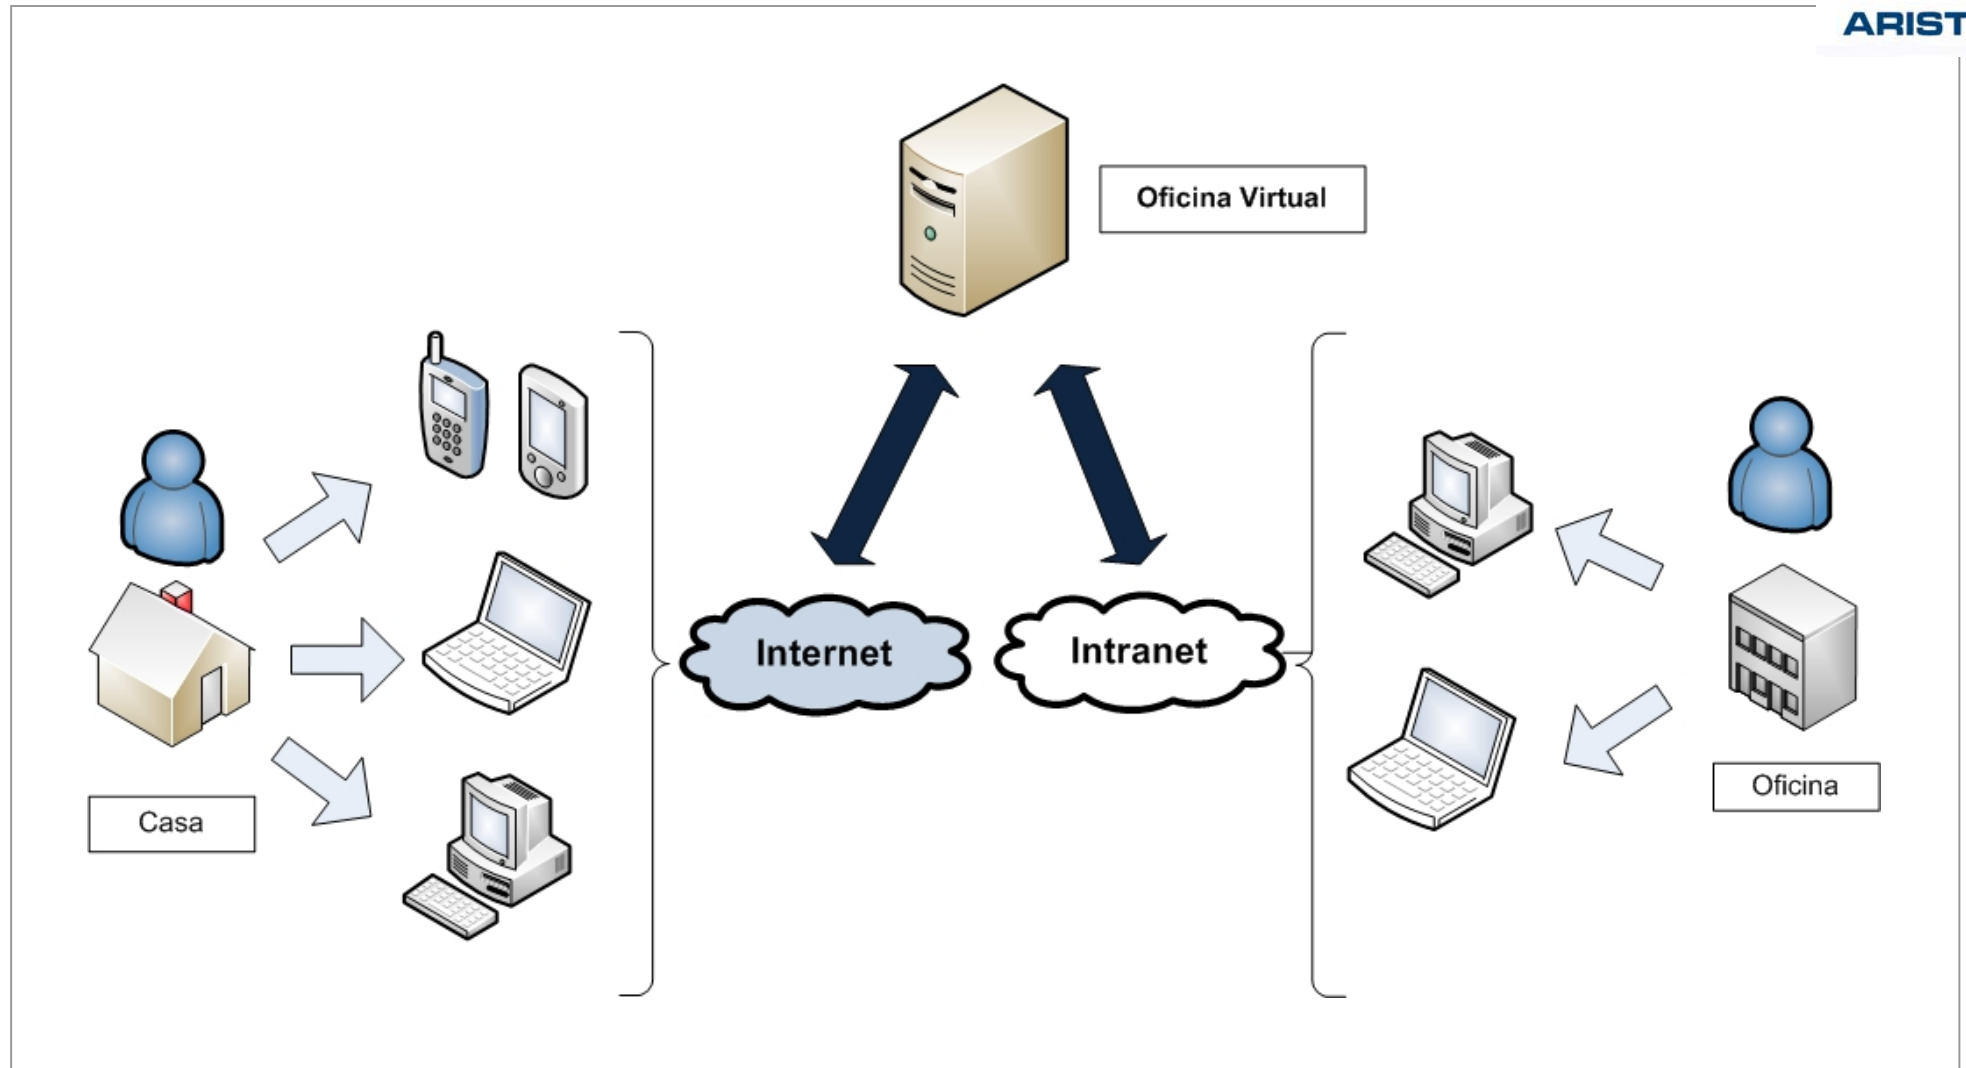 ARIST
Oficina Virtual
Internet
Intranet
Casa
Oficina